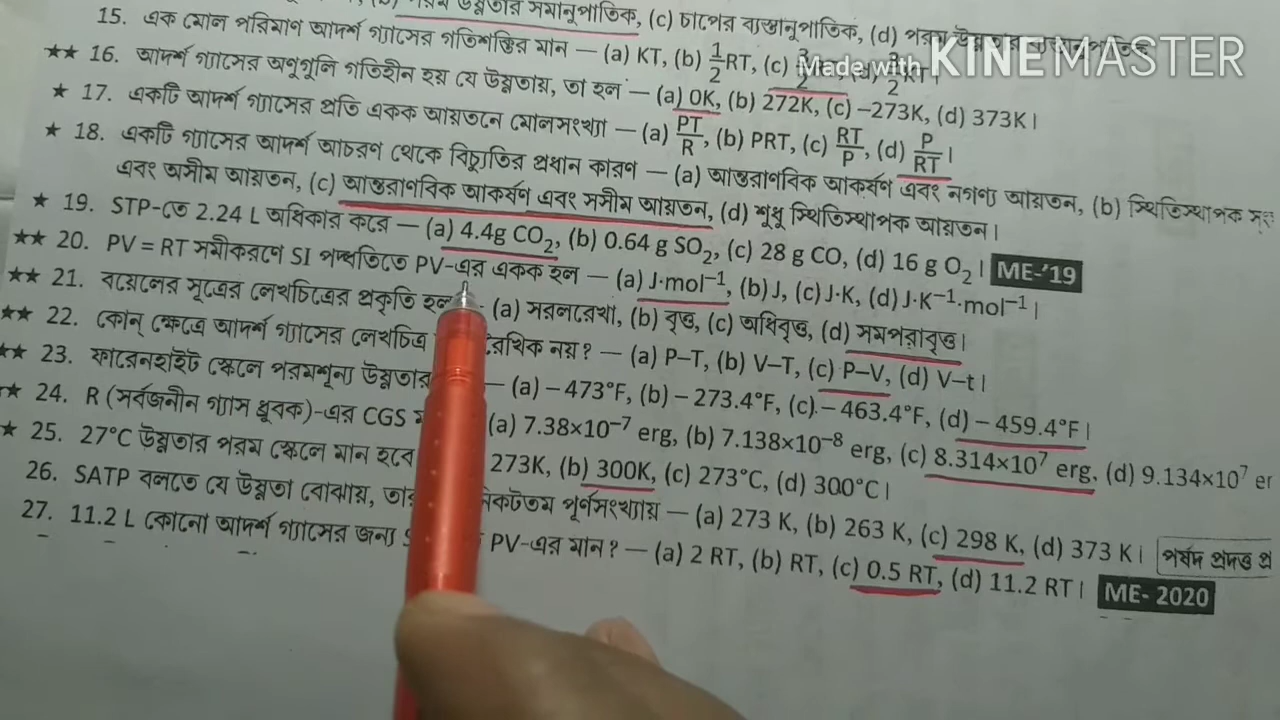 সমানুপাতিক, (c) চাপের ব্যস্তানুপাতিক, (d) পরম
15. এক মোল পরিমাণ আদর্শ গ্যাসের গতিশক্তির মান — (a) KT, (b) 1/2 RT, (c) 3/2
Made with KINEMASTER
★★ 16. আদর্শ গ্যাসের অণুগুলি গতিহীন হয় যে উষ্ণতায়, তা হল — (a) 0K, (b) 272K, (c) –273K, (d) 373K।
★ 17. একটি আদর্শ গ্যাসের প্রতি একক আয়তনে মোলসংখ্যা — (a) PT/R, (b) PRT, (c) RT/P, (d) P/RT।
★ 18. একটি গ্যাসের আদর্শ আচরণ থেকে বিচ্যুতির প্রধান কারণ — (a) আন্তরাণবিক আকর্ষণ এবং নগণ্য আয়তন, (b) স্থিতিস্থাপক
এবং অসীম আয়তন, (c) আন্তরাণবিক আকর্ষণ এবং সসীম আয়তন, (d) শুধু স্থিতিস্থাপক আয়তন।
★ 19. STP-তে 2.24 L অধিকার করে — (a) 4.4g CO₂, (b) 0.64 g SO₂, (c) 28 g CO, (d) 16 g O₂। ME-'19
★★ 20. PV = RT সমীকরণে SI পদ্ধতিতে PV-এর একক হল — (a) J·mol⁻¹, (b) J, (c) J·K, (d) J·K⁻¹·mol⁻¹।
★★ 21. বয়েলের সূত্রের লেখচিত্রের প্রকৃতি হল (a) সরলরেখা, (b) বৃত্ত, (c) অধিবৃত্ত, (d) সমপরাবৃত্ত।
★★ 22. কোন্ ক্ষেত্রে আদর্শ গ্যাসের লেখচিত্র রৈখিক নয়? — (a) P–T, (b) V–T, (c) P–V, (d) V–t।
★★ 23. ফারেনহাইট স্কেলে পরমশূন্য উষ্ণতার — (a) – 473°F, (b) – 273.4°F, (c) – 463.4°F, (d) – 459.4°F।
★ 24. R (সর্বজনীন গ্যাস ধ্রুবক)-এর CGS (a) 7.38×10⁻⁷ erg, (b) 7.138×10⁻⁸ erg, (c) 8.314×10⁷ erg, (d) 9.134×10⁷ er
★ 25. 27°C উষ্ণতার পরম স্কেলে মান হবে 273K, (b) 300K, (c) 273°C, (d) 300°C।
26. SATP বলতে যে উষ্ণতা বোঝায়, তার নিকটতম পূর্ণসংখ্যায় — (a) 273 K, (b) 263 K, (c) 298 K, (d) 373 K। পর্ষদ প্রদত্ত প্র
27. 11.2 L কোনো আদর্শ গ্যাসের জন্য PV-এর মান? — (a) 2 RT, (b) RT, (c) 0.5 RT, (d) 11.2 RT। ME- 2020